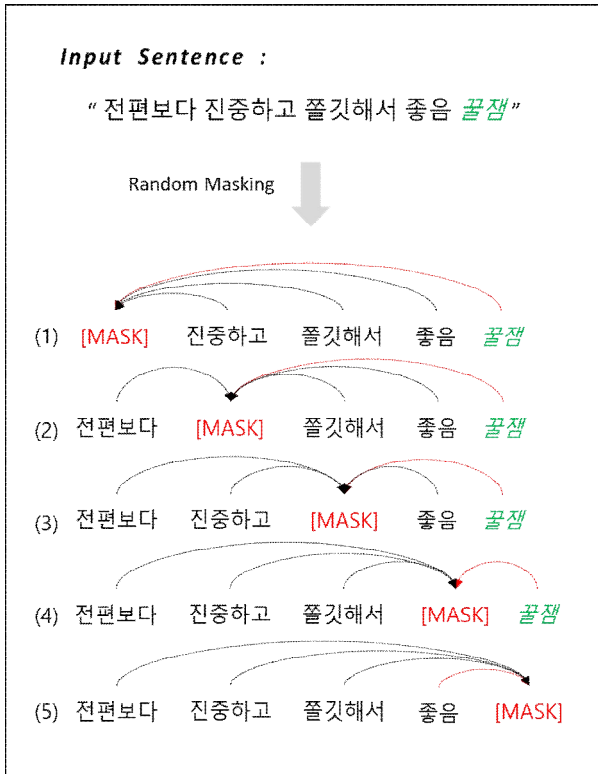 Input Sentence :
“ 전편보다 진중하고 쫄깃해서 좋음 꿀잼 ”
Random Masking
(1) [MASK] 진중하고 쫄깃해서 좋음 꿀잼
(2) 전편보다 [MASK] 쫄깃해서 좋음 꿀잼
(3) 전편보다 진중하고 [MASK] 좋음 꿀잼
(4) 전편보다 진중하고 쫄깃해서 [MASK] 꿀잼
(5) 전편보다 진중하고 쫄깃해서 좋음 [MASK]